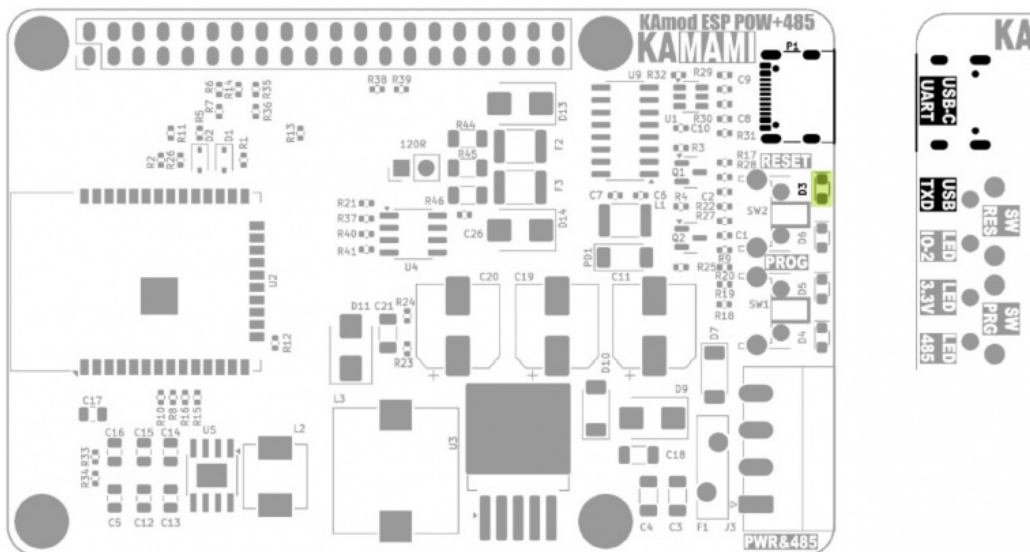 KAmod ESP POW+485
KAMAMI
P1
U9
R32
R29
C9
R38
R39
R6
R14
R35
R7
R36
D13
R30
C8
U1
C10
R31
R5
R11
D2
D1
R13
R44
F2
R3
R17
RESET
R2
R26
R1
120R
R45
Q1
R28
D3
F3
C7
C6
R4
C2
R22
SW2
R21
R46
L1
R27
R37
C26
D14
Q2
C1
D6
R40
R41
U4
PD1
R25
R9
R20
PROG
U2
C20
C19
C11
R19
R18
D5
SW1
D11
C21
R24
R23
R12
D7
D4
D10
C17
R10
R8
R16
R15
L3
D9
C16
C15
C14
U5
L2
U3
C18
R33
R34
C5
C12
C13
C4
C3
F1
J3
PWR&485
KA
USB-C
UART
USB
TXD
SW
RES
LED
IO.2
LED
3.3V
SW
PRG
LED
485